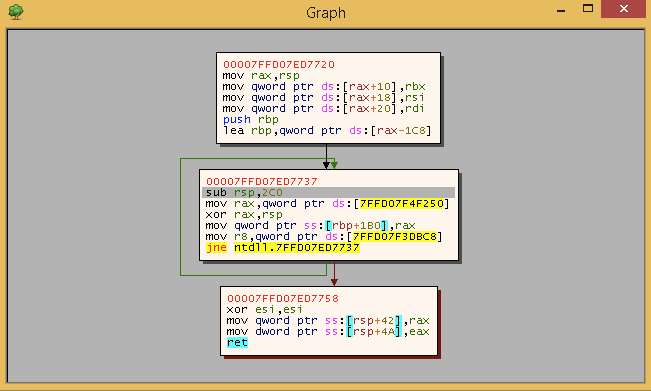 Graph
00007FFD07ED7720
mov rax,rsp
mov qword ptr ds:[rax+10],rbx
mov qword ptr ds:[rax+18],rsi
mov qword ptr ds:[rax+20],rdi
push rbp
lea rbp,qword ptr ds:[rax-1C8]
00007FFD07ED7737
sub rsp,2C0
mov rax,qword ptr ds:[7FFD07F4F250]
xor rax,rsp
mov qword ptr ss:[rbp+1B0],rax
mov r8,qword ptr ds:[7FFD07F3DBC8]
jne ntdll.7FFD07ED7737
00007FFD07ED7758
xor esi,esi
mov qword ptr ss:[rsp+42],rax
mov dword ptr ss:[rsp+4A],eax
ret